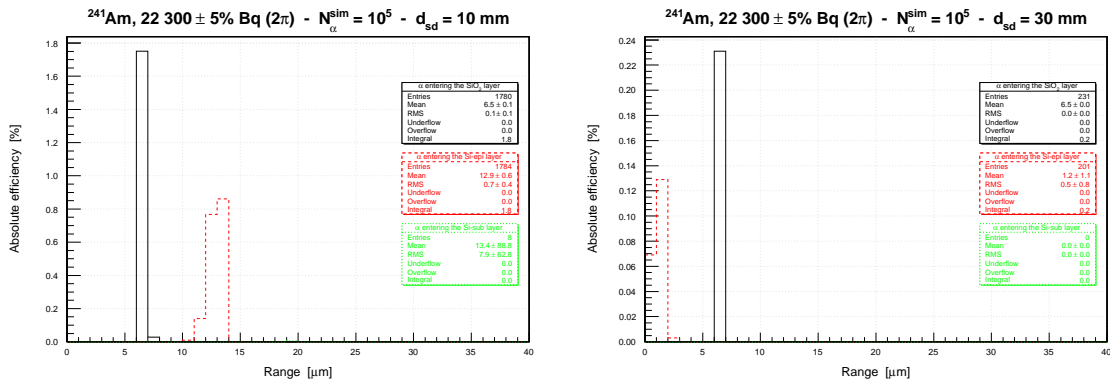 241Am, 22 300 ± 5% Bq (2π) - Nαsim = 10^5 - dsd = 10 mm
Absolute efficiency [%]
1.8
1.6
1.4
1.2
1.0
0.8
0.6
0.4
0.2
0.0
0 5 10 15 20 25 30 35 40
Range [μm]
α entering the SiO2 layer
Entries 1780
Mean 6.5 ± 0.1
RMS 0.1 ± 0.1
Underflow 0.0
Overflow 0.0
Integral 1.8
α entering the Si-epi layer
Entries 1784
Mean 12.9 ± 0.6
RMS 0.7 ± 0.4
Underflow 0.0
Overflow 0.0
Integral 1.8
α entering the Si-sub layer
Entries 8
Mean 13.4 ± 88.8
RMS 7.9 ± 62.8
Underflow 0.0
Overflow 0.0
Integral 0.0
241Am, 22 300 ± 5% Bq (2π) - Nαsim = 10^5 - dsd = 30 mm
Absolute efficiency [%]
0.24
0.22
0.20
0.18
0.16
0.14
0.12
0.10
0.08
0.06
0.04
0.02
0.00
0 5 10 15 20 25 30 35 40
Range [μm]
α entering the SiO2 layer
Entries 231
Mean 6.5 ± 0.0
RMS 0.0 ± 0.0
Underflow 0.0
Overflow 0.0
Integral 0.2
α entering the Si-epi layer
Entries 201
Mean 1.2 ± 1.1
RMS 0.5 ± 0.8
Underflow 0.0
Overflow 0.0
Integral 0.2
α entering the Si-sub layer
Entries 0
Mean 0.0 ± 0.0
RMS 0.0 ± 0.0
Underflow 0.0
Overflow 0.0
Integral 0.0